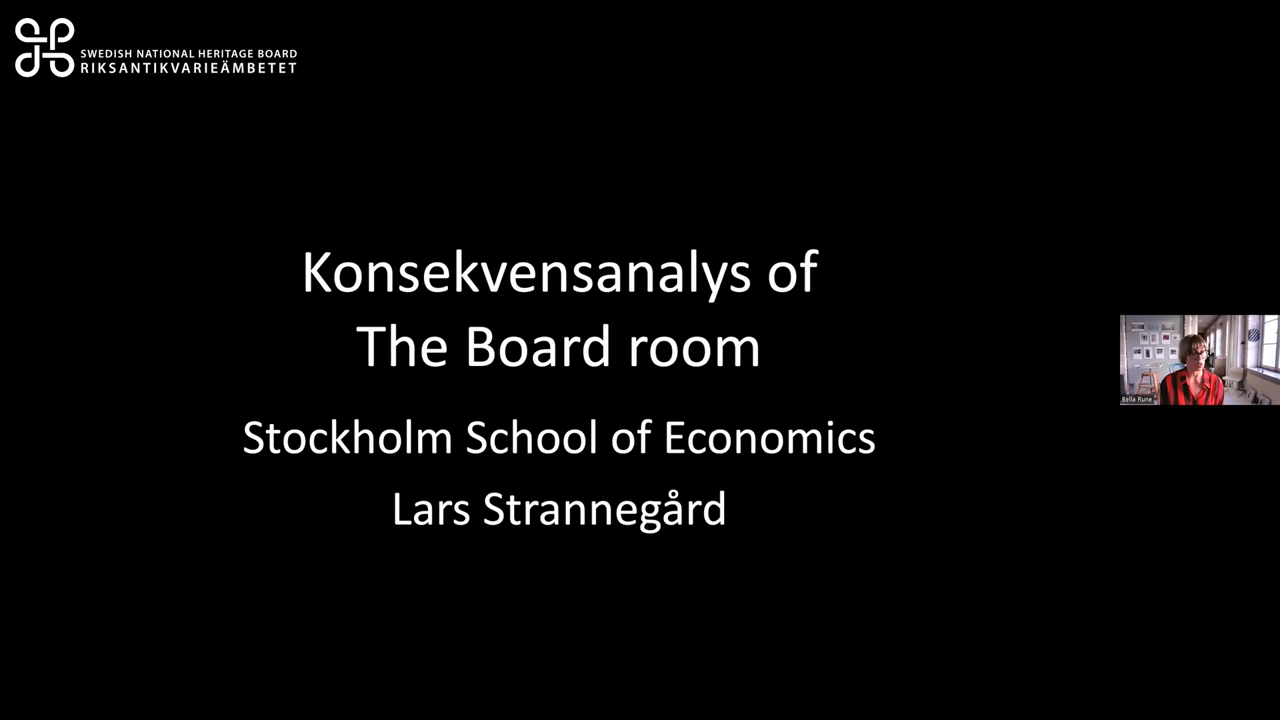 SWEDISH NATIONAL HERITAGE BOARD
RIKSANTIKVARIEÄMBETET
Konsekvensanalys of
The Board room
Stockholm School of Economics
Lars Strannegård
Bella Rune